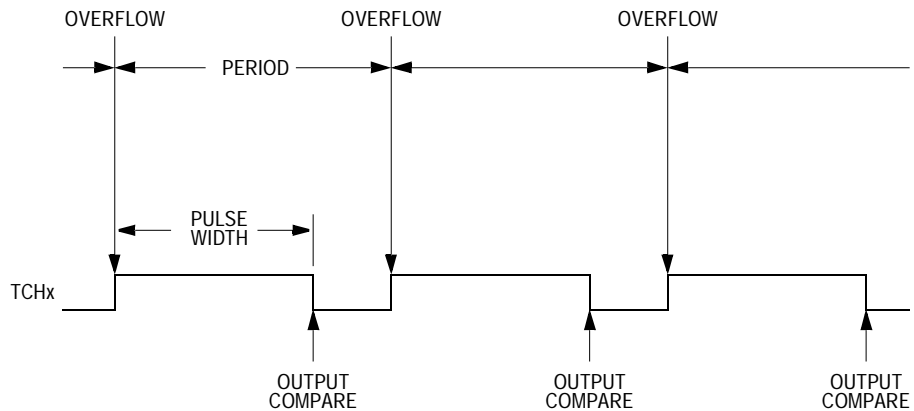 OVERFLOW
OVERFLOW
OVERFLOW
PERIOD
PULSE
WIDTH
TCHx
OUTPUT
COMPARE
OUTPUT
COMPARE
OUTPUT
COMPARE